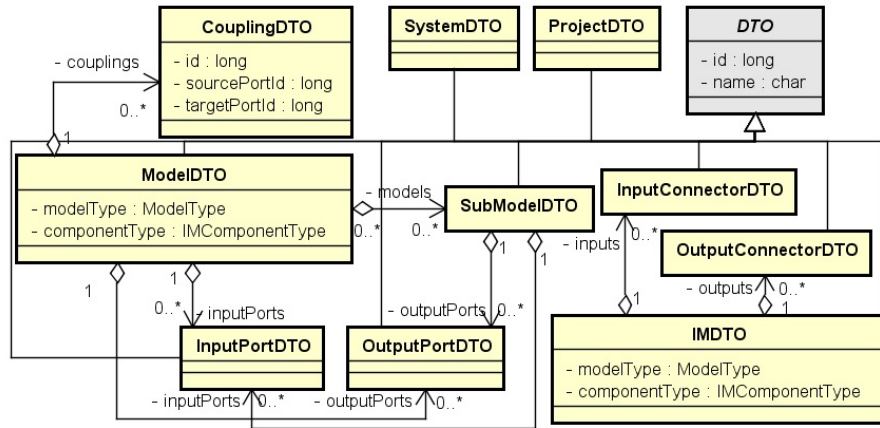 CouplingDTO
- id : long
- sourcePortId : long
- targetPortId : long
SystemDTO
ProjectDTO
DTO
- id : long
- name : char
- couplings
0..*
1
ModelDTO
- modelType : ModelType
- componentType : IMComponentType
- models
0..*
0..*
SubModelDTO
InputConnectorDTO
- inputs
0..*
OutputConnectorDTO
- outputs
0..*
1
1
1
1
1
1
0..*
- inputPorts
- outputPorts
0..*
InputPortDTO
OutputPortDTO
IMDTO
- modelType : ModelType
- componentType : IMComponentType
- inputPorts
0..*
- outputPorts
0..*